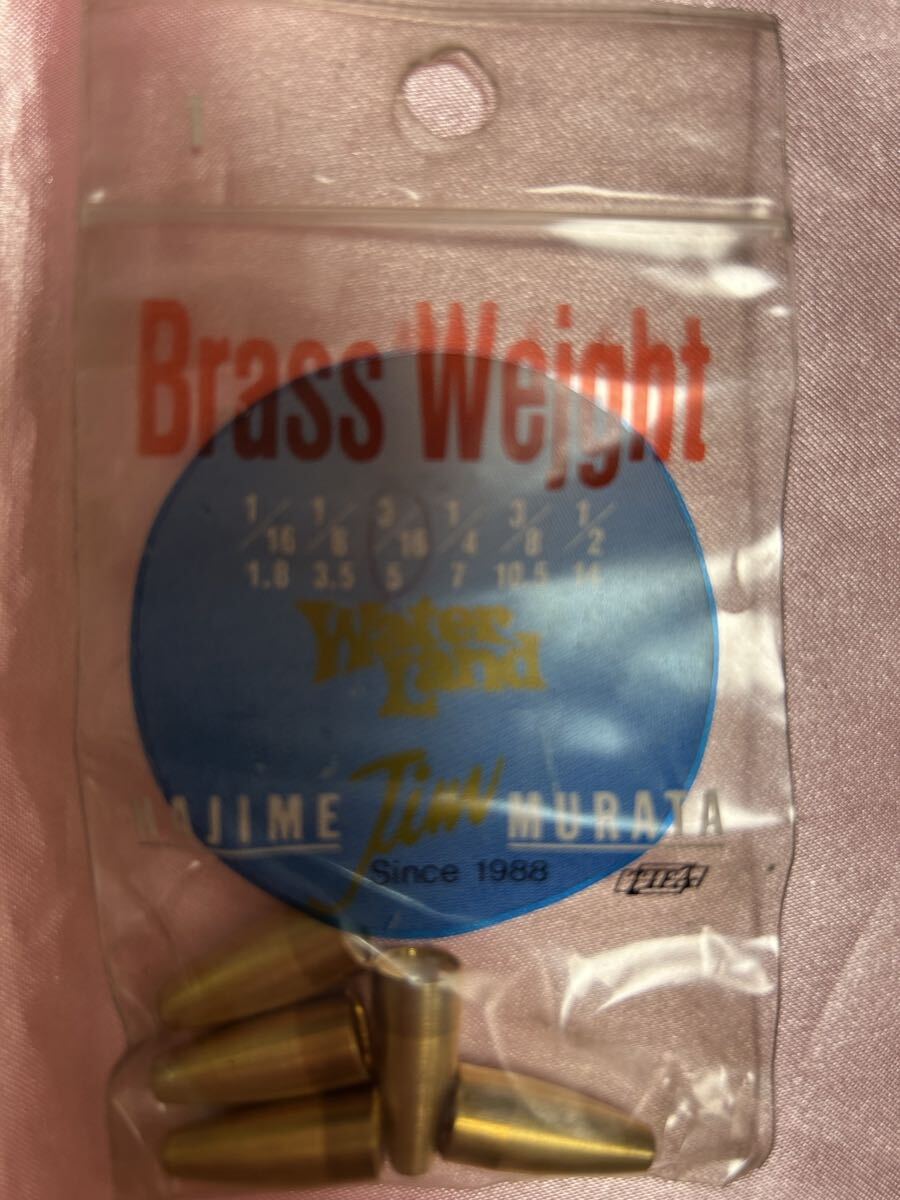 Brass Wejght
1/16 1/8 3/16 1/4 3/8 1/2
1.8 3.5 5 7 10.5 14
Water
Land
HAJIME Jim MURATA
Since 1988